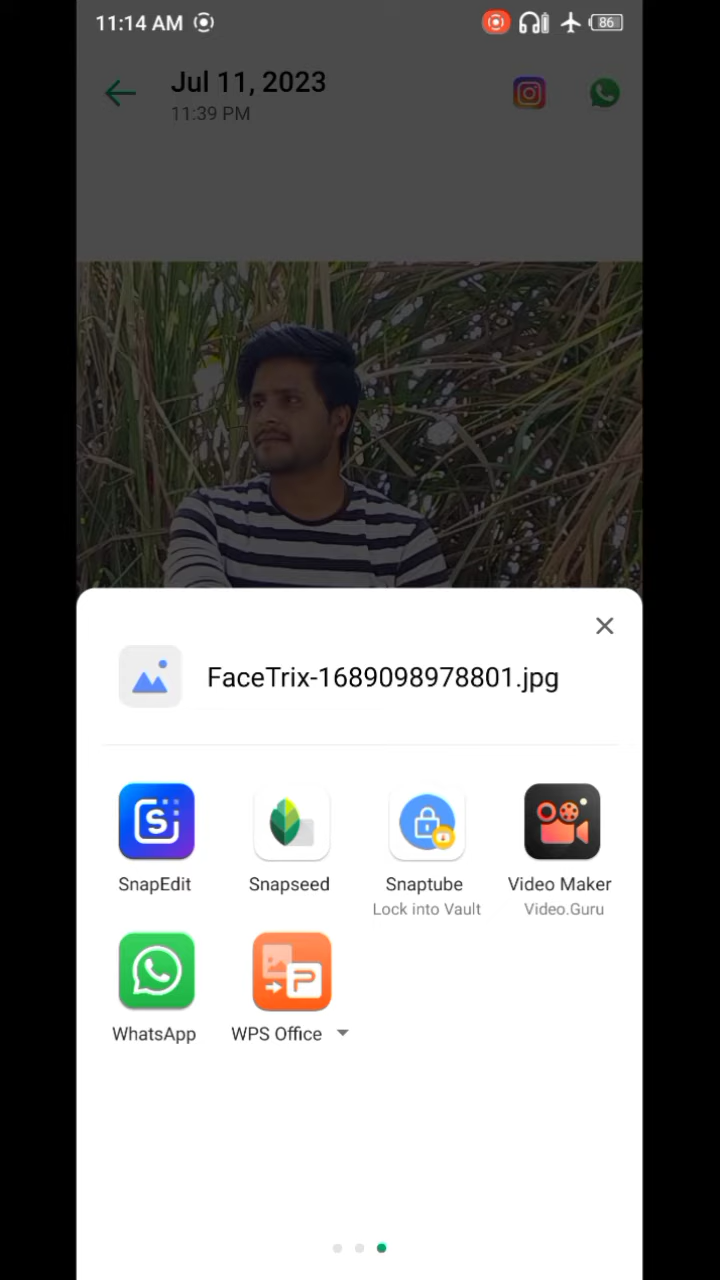 11:14 AM
86
Jul 11, 2023
11:39 PM
FaceTrix-1689098978801.jpg
S
SnapEdit
Snapseed
Snaptube
Video Maker
Lock into Vault
Video.Guru
P
WhatsApp
WPS Office